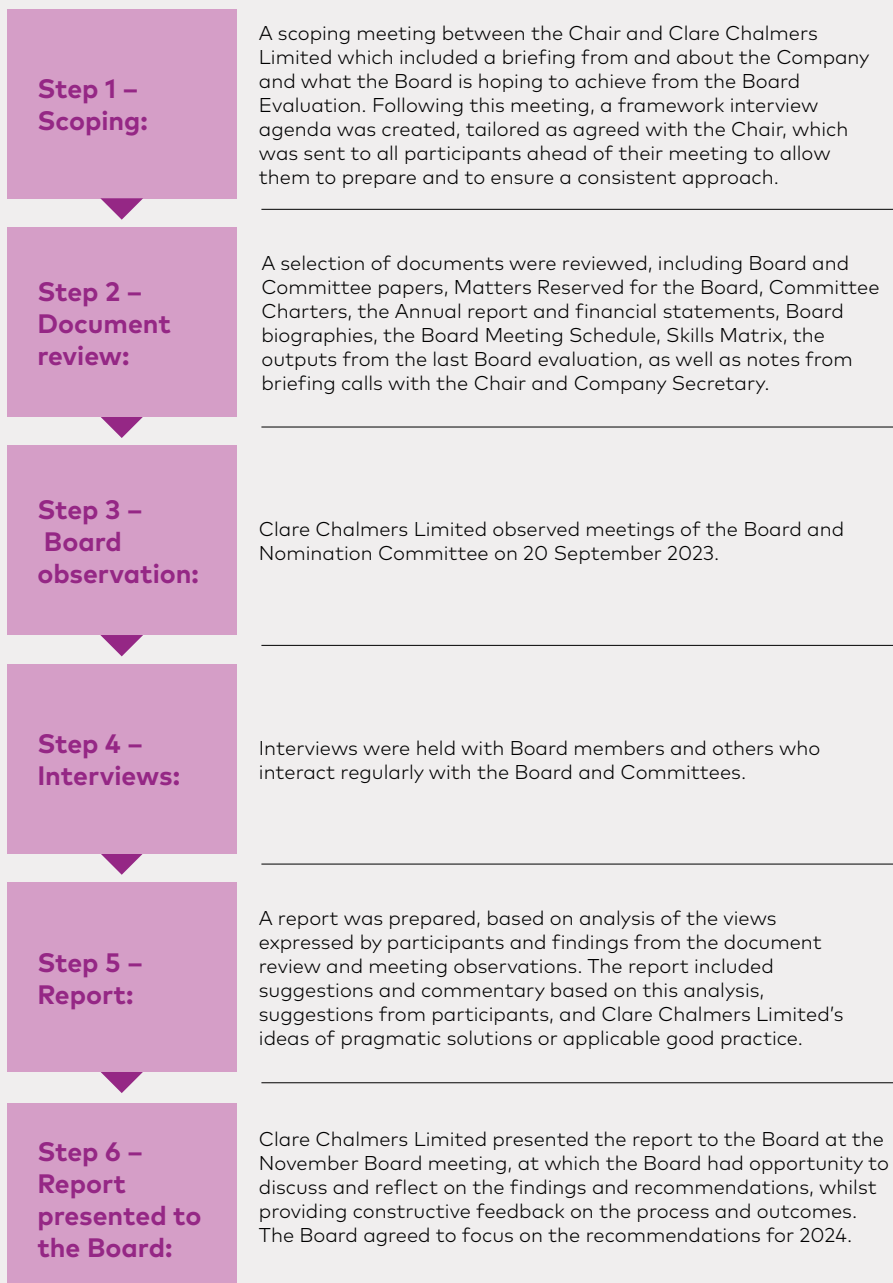 Step 1 –
Scoping:
A scoping meeting between the Chair and Clare Chalmers
Limited which included a briefing from and about the Company
and what the Board is hoping to achieve from the Board
Evaluation. Following this meeting, a framework interview
agenda was created, tailored as agreed with the Chair, which
was sent to all participants ahead of their meeting to allow
them to prepare and to ensure a consistent approach.
Step 2 –
Document
review:
A selection of documents were reviewed, including Board and
Committee papers, Matters Reserved for the Board, Committee
Charters, the Annual report and financial statements, Board
biographies, the Board Meeting Schedule, Skills Matrix, the
outputs from the last Board evaluation, as well as notes from
briefing calls with the Chair and Company Secretary.
Step 3 –
Board
observation:
Clare Chalmers Limited observed meetings of the Board and
Nomination Committee on 20 September 2023.
Step 4 –
Interviews:
Interviews were held with Board members and others who
interact regularly with the Board and Committees.
Step 5 –
Report:
A report was prepared, based on analysis of the views
expressed by participants and findings from the document
review and meeting observations. The report included
suggestions and commentary based on this analysis,
suggestions from participants, and Clare Chalmers Limited’s
ideas of pragmatic solutions or applicable good practice.
Step 6 –
Report
presented to
the Board:
Clare Chalmers Limited presented the report to the Board at the
November Board meeting, at which the Board had opportunity to
discuss and reflect on the findings and recommendations, whilst
providing constructive feedback on the process and outcomes.
The Board agreed to focus on the recommendations for 2024.